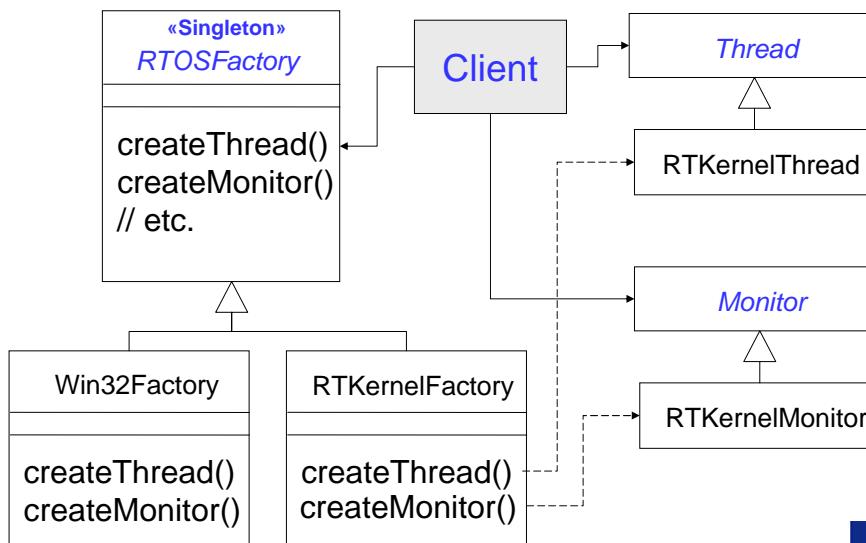 «Singleton»
RTOSFactory
createThread()
createMonitor()
// etc.
Client
Thread
RTKernelThread
Monitor
RTKernelMonitor
Win32Factory
createThread()
createMonitor()
RTKernelFactory
createThread()
createMonitor()